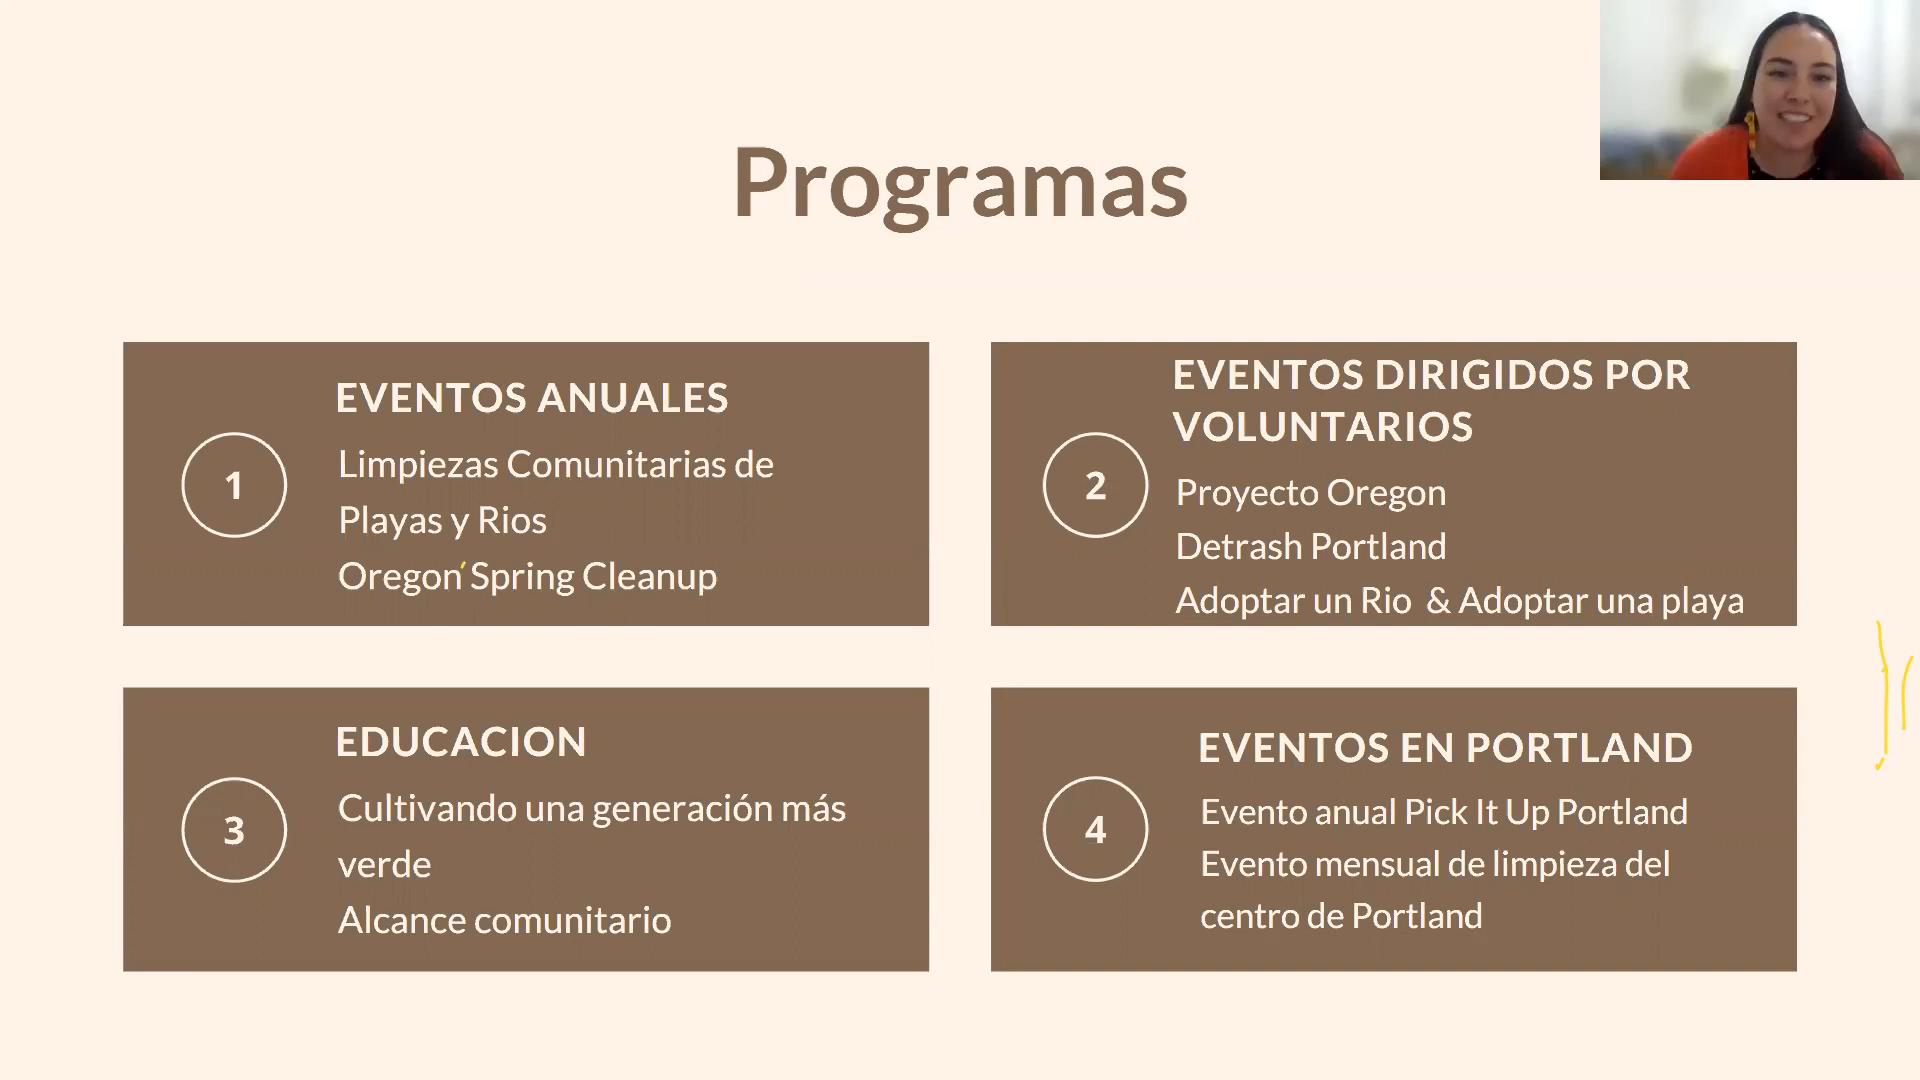 Programas
1
EVENTOS ANUALES
Limpiezas Comunitarias de
Playas y Rios
Oregon Spring Cleanup
2
EVENTOS DIRIGIDOS POR
VOLUNTARIOS
Proyecto Oregon
Detrash Portland
Adoptar un Rio & Adoptar una playa
3
EDUCACION
Cultivando una generación más
verde
Alcance comunitario
4
EVENTOS EN PORTLAND
Evento anual Pick It Up Portland
Evento mensual de limpieza del
centro de Portland